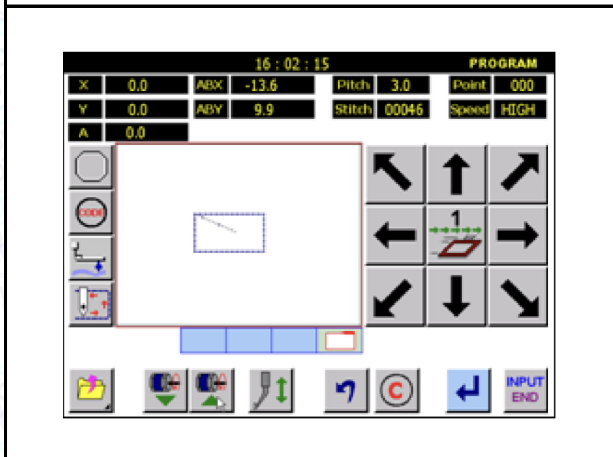 16 : 02 : 15 PROGRAM
X 0.0 ABX -13.6 Pitch 3.0 Point 000
Y 0.0 ABY 9.9 Stitch 00046 Speed HIGH
A 0.0
CODE
1
C
INPUT
END